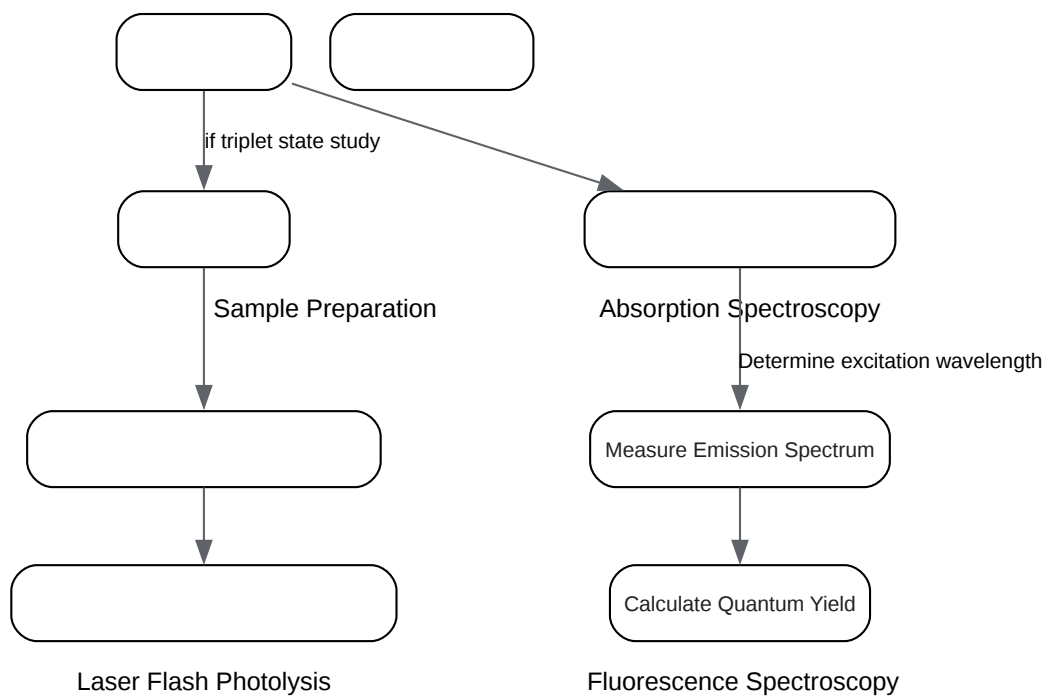 if triplet state study
Sample Preparation
Absorption Spectroscopy
Determine excitation wavelength
Measure Emission Spectrum
Calculate Quantum Yield
Laser Flash Photolysis
Fluorescence Spectroscopy